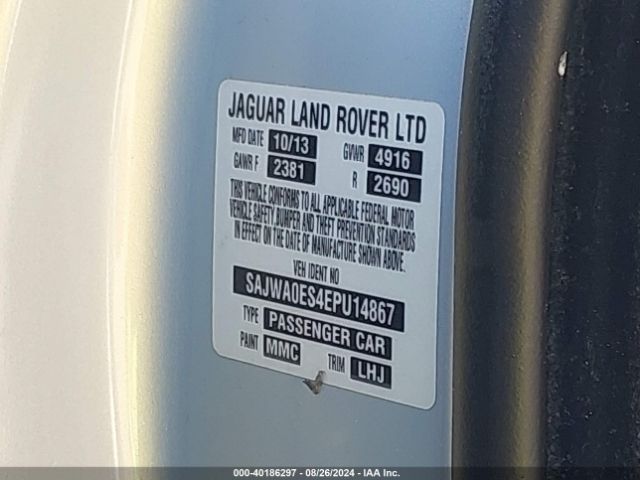 JAGUAR LAND ROVER LTD
MFD DATE 10/13 GVWR 4916
GAWR F 2381 R 2690
THIS VEHICLE CONFORMS TO ALL APPLICABLE FEDERAL MOTOR
VEHICLE SAFETY, BUMPER AND THEFT PREVENTION STANDARDS
IN EFFECT ON THE DATE OF MANUFACTURE SHOWN ABOVE.
VEH IDENT NO
SAJWA0ES4EPU14867
TYPE PASSENGER CAR
PAINT MMC TRIM LHJ
000-40186297 - 08/26/2024 - IAA Inc.